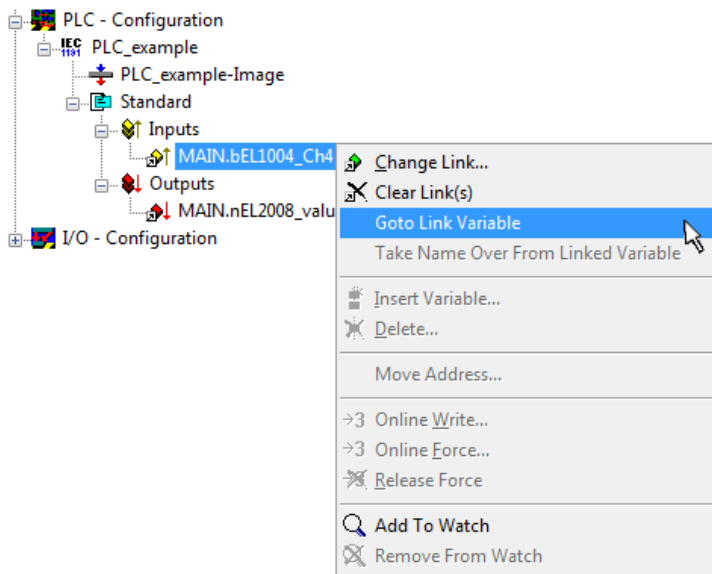 PLC - Configuration
IEC
1131
PLC_example
PLC_example-Image
Standard
Inputs
MAIN.bEL1004_Ch4
Outputs
MAIN.nEL2008_valu
I/O - Configuration
Change Link...
Clear Link(s)
Goto Link Variable
Take Name Over From Linked Variable
Insert Variable...
Delete...
Move Address...
→3 Online Write...
→3 Online Force...
Release Force
Add To Watch
Remove From Watch